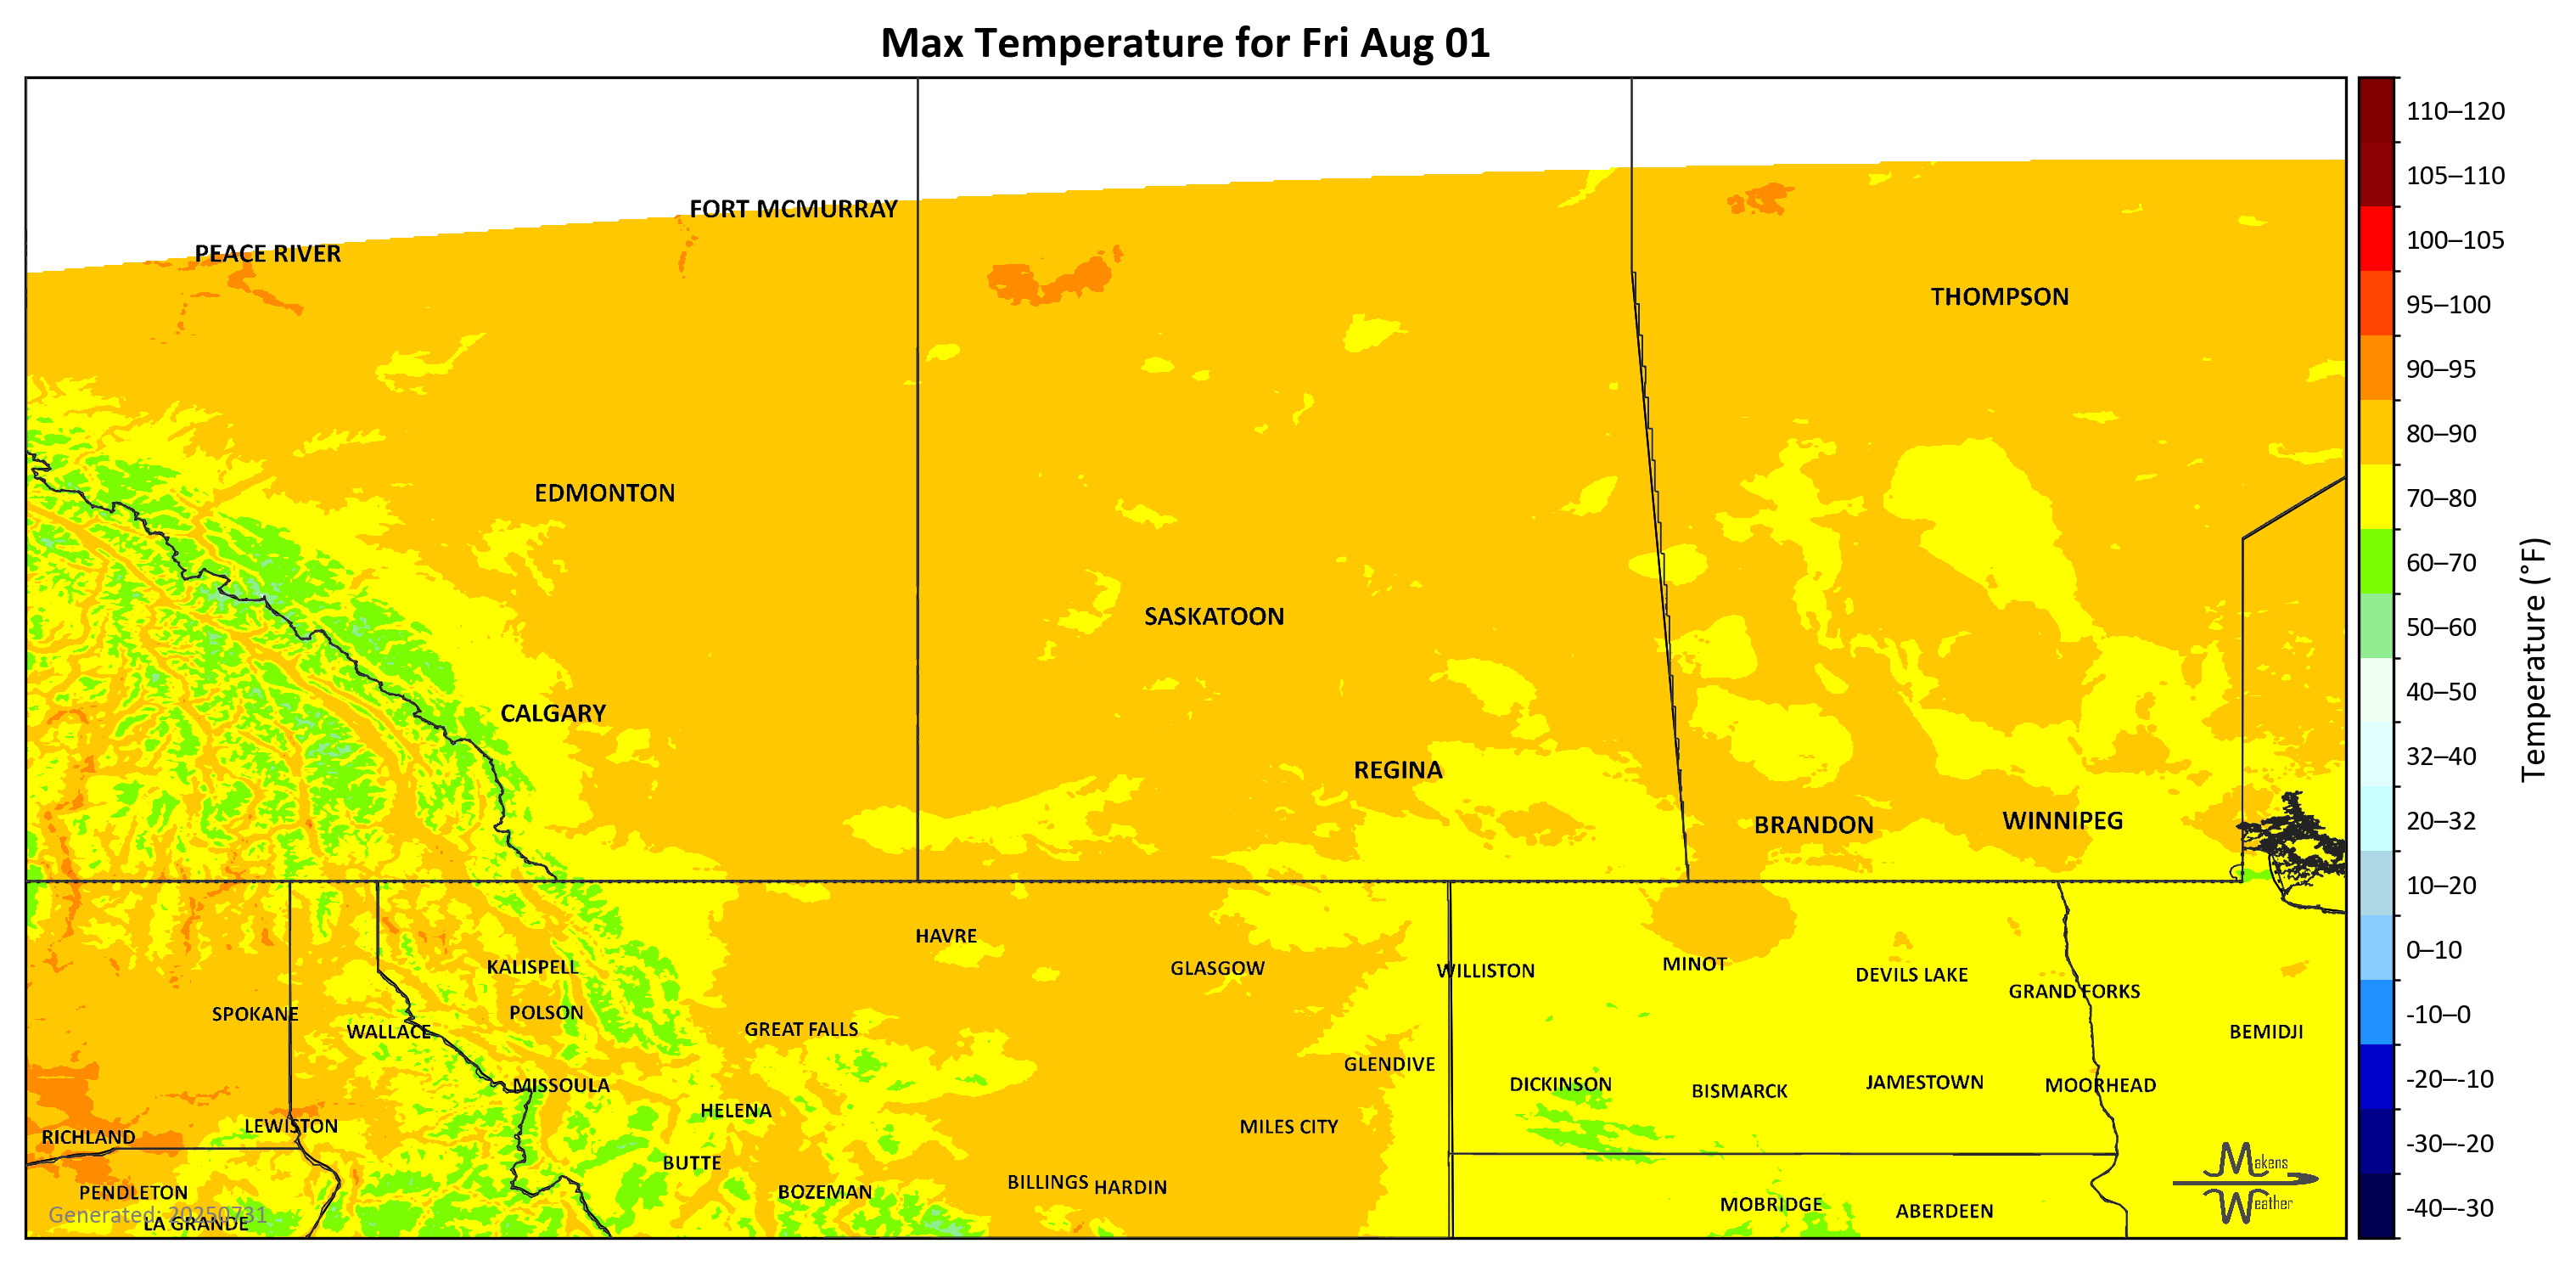 Max Temperature for Fri Aug 01
110–120
105–110
100–105
95–100
90–95
80–90
70–80
60–70
50–60
40–50
32–40
20–32
10–20
0–10
-10–0
-20–-10
-30–-20
-40–-30
Temperature (°F)
FORT MCMURRAY
PEACE RIVER
THOMPSON
EDMONTON
SASKATOON
CALGARY
REGINA
BRANDON
WINNIPEG
HAVRE
KALISPELL
GLASGOW
WILLISTON
MINOT
DEVILS LAKE
GRAND FORKS
SPOKANE
POLSON
WALLACE
GREAT FALLS
BEMIDJI
GLENDIVE
MISSOULA
DICKINSON
BISMARCK
JAMESTOWN
MOORHEAD
HELENA
LEWISTON
MILES CITY
RICHLAND
BUTTE
BILLINGS
HARDIN
PENDLETON
BOZEMAN
MOBRIDGE
ABERDEEN
LA GRANDE
Generated: 20250731
Makens
Weather